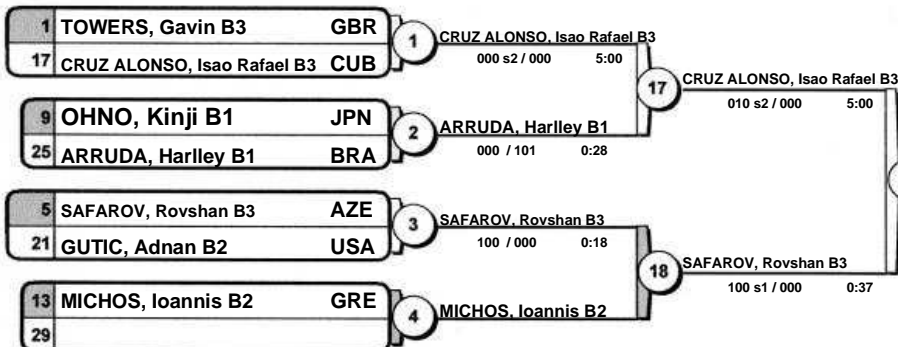 1 TOWERS, Gavin B3 GBR
17 CRUZ ALONSO, Isao Rafael B3 CUB
1
CRUZ ALONSO, Isao Rafael B3
000 s2 / 000 5:00
9 OHNO, Kinji B1 JPN
25 ARRUDA, Harlley B1 BRA
2
ARRUDA, Harlley B1
000 / 101 0:28
17
CRUZ ALONSO, Isao Rafael B3
010 s2 / 000 5:00
5 SAFAROV, Rovshan B3 AZE
21 GUTIC, Adnan B2 USA
3
SAFAROV, Rovshan B3
100 / 000 0:18
13 MICHOS, Ioannis B2 GRE
29
4
MICHOS, Ioannis B2
18
SAFAROV, Rovshan B3
100 s1 / 000 0:37